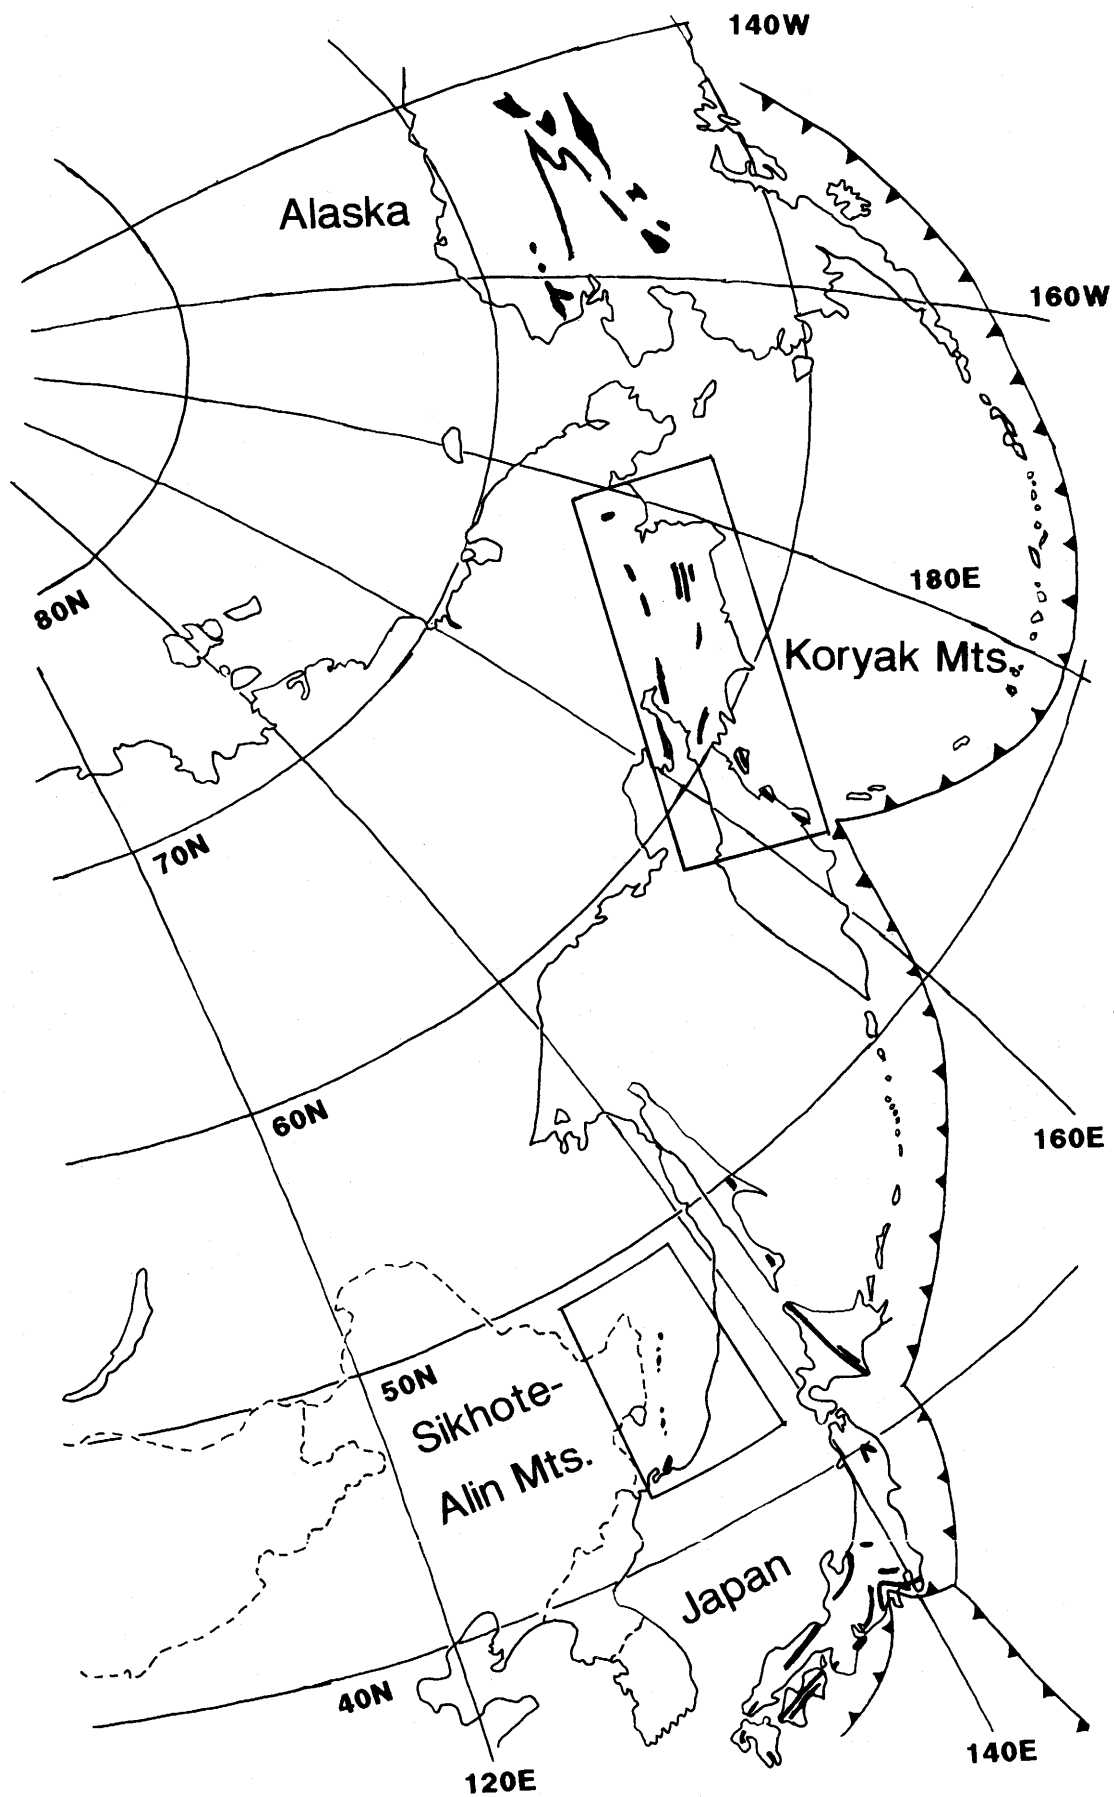 140W
Alaska
160W
180E
80N
Koryak Mts.
70N
60N
160E
50N
Sikhote-
Alin Mts.
Japan
40N
140E
120E